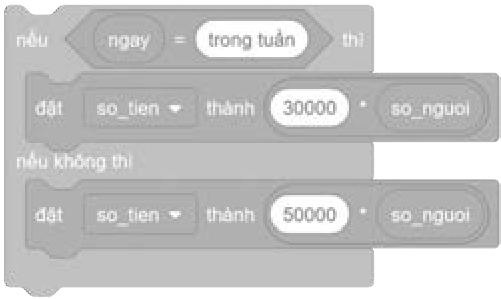 nếu ngay = trong tuần thì
đặt so_tien thành 30000 * so_nguoi
nếu không thì
đặt so_tien thành 50000 * so_nguoi